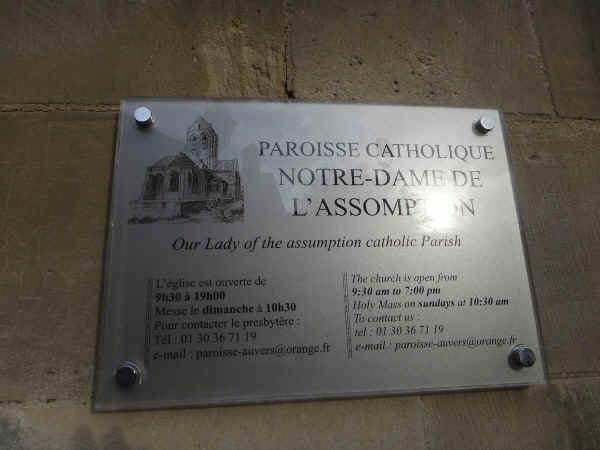 PAROISSE CATHOLIQUE
NOTRE-DAME DE
L'ASSOMPTION
Our Lady of the assumption catholic Parish
L'église est ouverte de
9h30 à 19h00
Messe le dimanche à 10h30
Pour contacter le presbytère :
Tél : 01 30 36 71 19
e-mail : paroisse-auvers@orange.fr
The church is open from
9:30 am to 7:00 pm
Holy Mass on sundays at 10:30 am
To contact us :
tel : 01 30 36 71 19
e-mail : paroisse-auvers@orange.fr